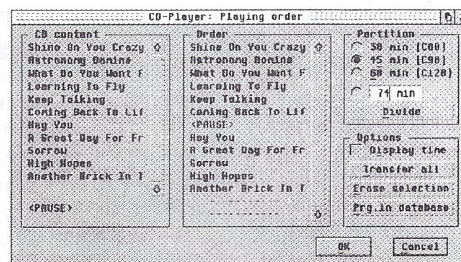 CD-Player: Playing order
CD content
Shine On You Crazy
Astronomy Domine
What Do You Want F
Learning To Fly
Keep Talking
Coming Back To Lif
Hey You
A Great Day For Fr
Sorrow
High Hopes
Another Brick In T
<PAUSE>
Order
Shine On You Crazy
Astronomy Domine
What Do You Want F
Learning To Fly
Keep Talking
Coming Back To Lif
<PAUSE>
Hey You
A Great Day For Fr
Sorrow
High Hopes
Another Brick In T
------------
Partition
30 min [C60]
45 min [C90]
60 min [C120]
74 min
Divide
Options
Display time
Transfer all
Erase selection
Prg.in database
OK
Cancel